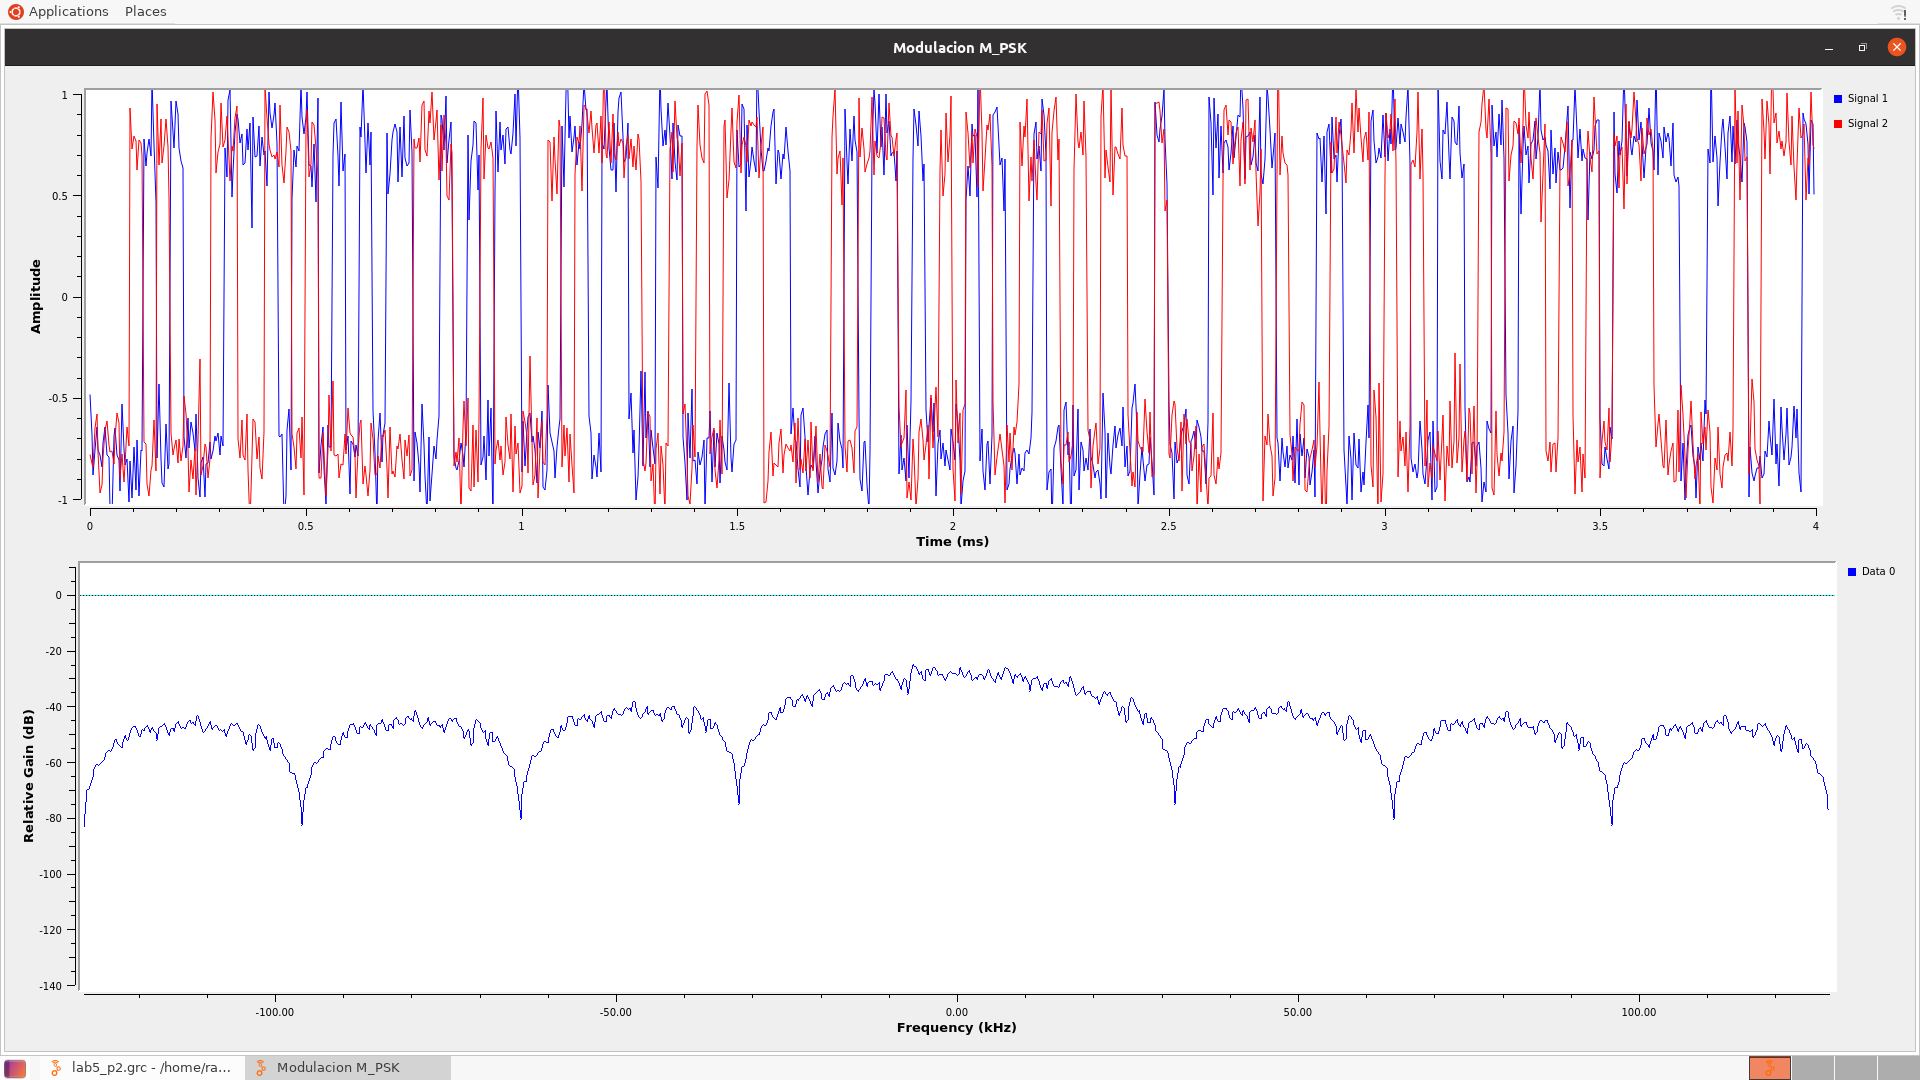 Applications Places
Modulacion M_PSK
1
0.5
0
-0.5
-1
Amplitude
Signal 1
Signal 2
0 0.5 1 1.5 2 2.5 3 3.5 4
Time (ms)
0
-20
-40
-60
-80
-100
-120
-140
Relative Gain (dB)
Data 0
-100.00 -50.00 0.00 50.00 100.00
Frequency (kHz)
lab5_p2.grc - /home/ra... Modulacion M_PSK